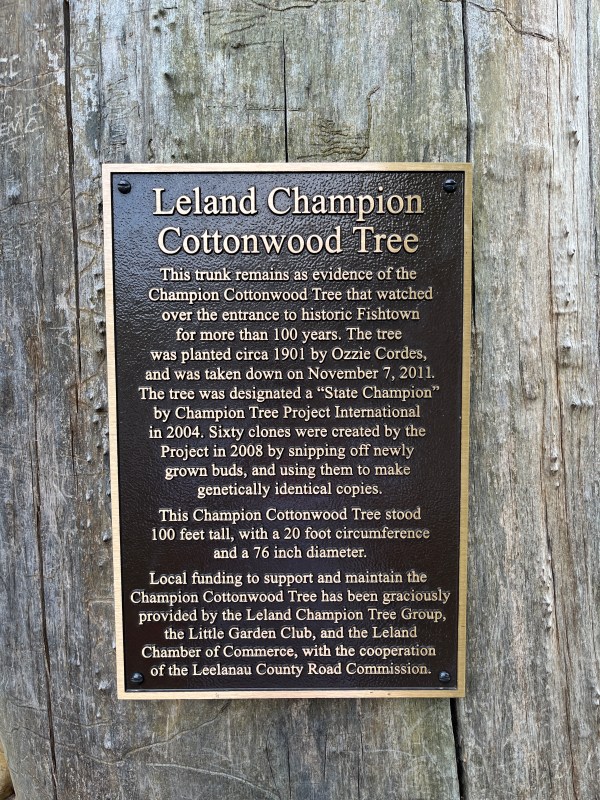 Leland Champion
Cottonwood Tree
This trunk remains as evidence of the
Champion Cottonwood Tree that watched
over the entrance to historic Fishtown
for more than 100 years. The tree
was planted circa 1901 by Ozzie Cordes,
and was taken down on November 7, 2011.
The tree was designated a “State Champion”
by Champion Tree Project International
in 2004. Sixty clones were created by the
Project in 2008 by snipping off newly
grown buds, and using them to make
genetically identical copies.
This Champion Cottonwood Tree stood
100 feet tall, with a 20 foot circumference
and a 76 inch diameter.
Local funding to support and maintain the
Champion Cottonwood Tree has been graciously
provided by the Leland Champion Tree Group,
the Little Garden Club, and the Leland
Chamber of Commerce, with the cooperation
of the Leelanau County Road Commission.